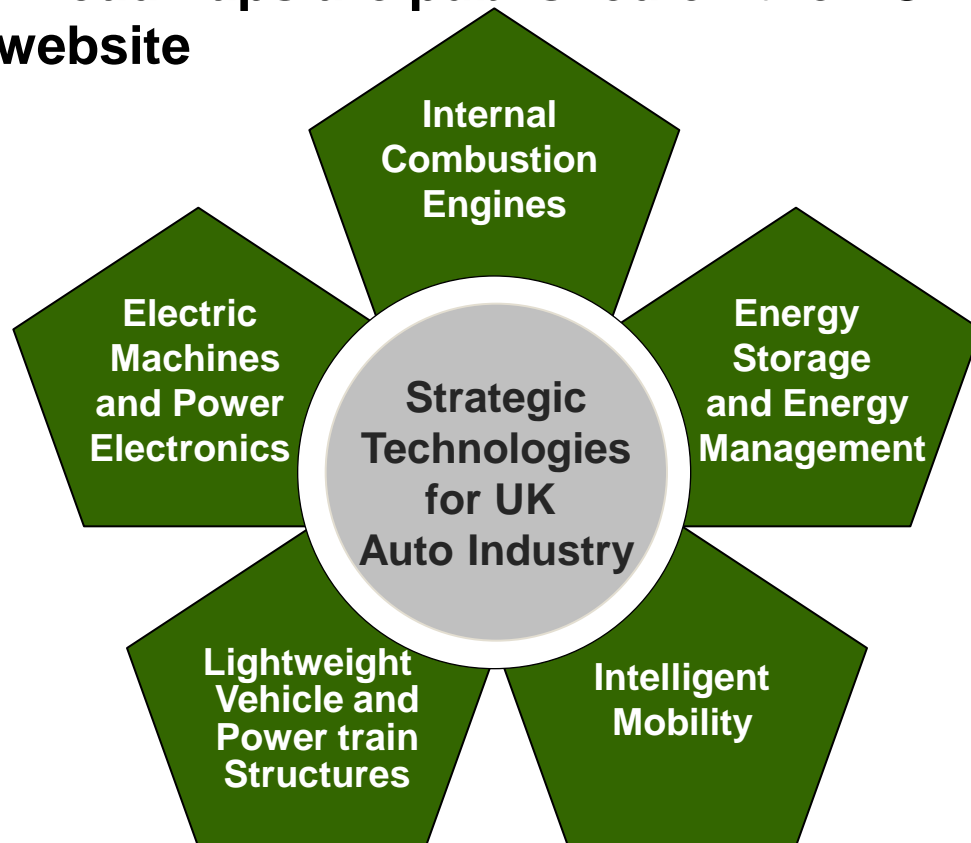 website
Internal
Combustion
Engines
Electric
Machines
and Power
Electronics
Energy
Storage
and Energy
Management
Strategic
Technologies
for UK
Auto Industry
Lightweight
Vehicle and
Power train
Structures
Intelligent
Mobility